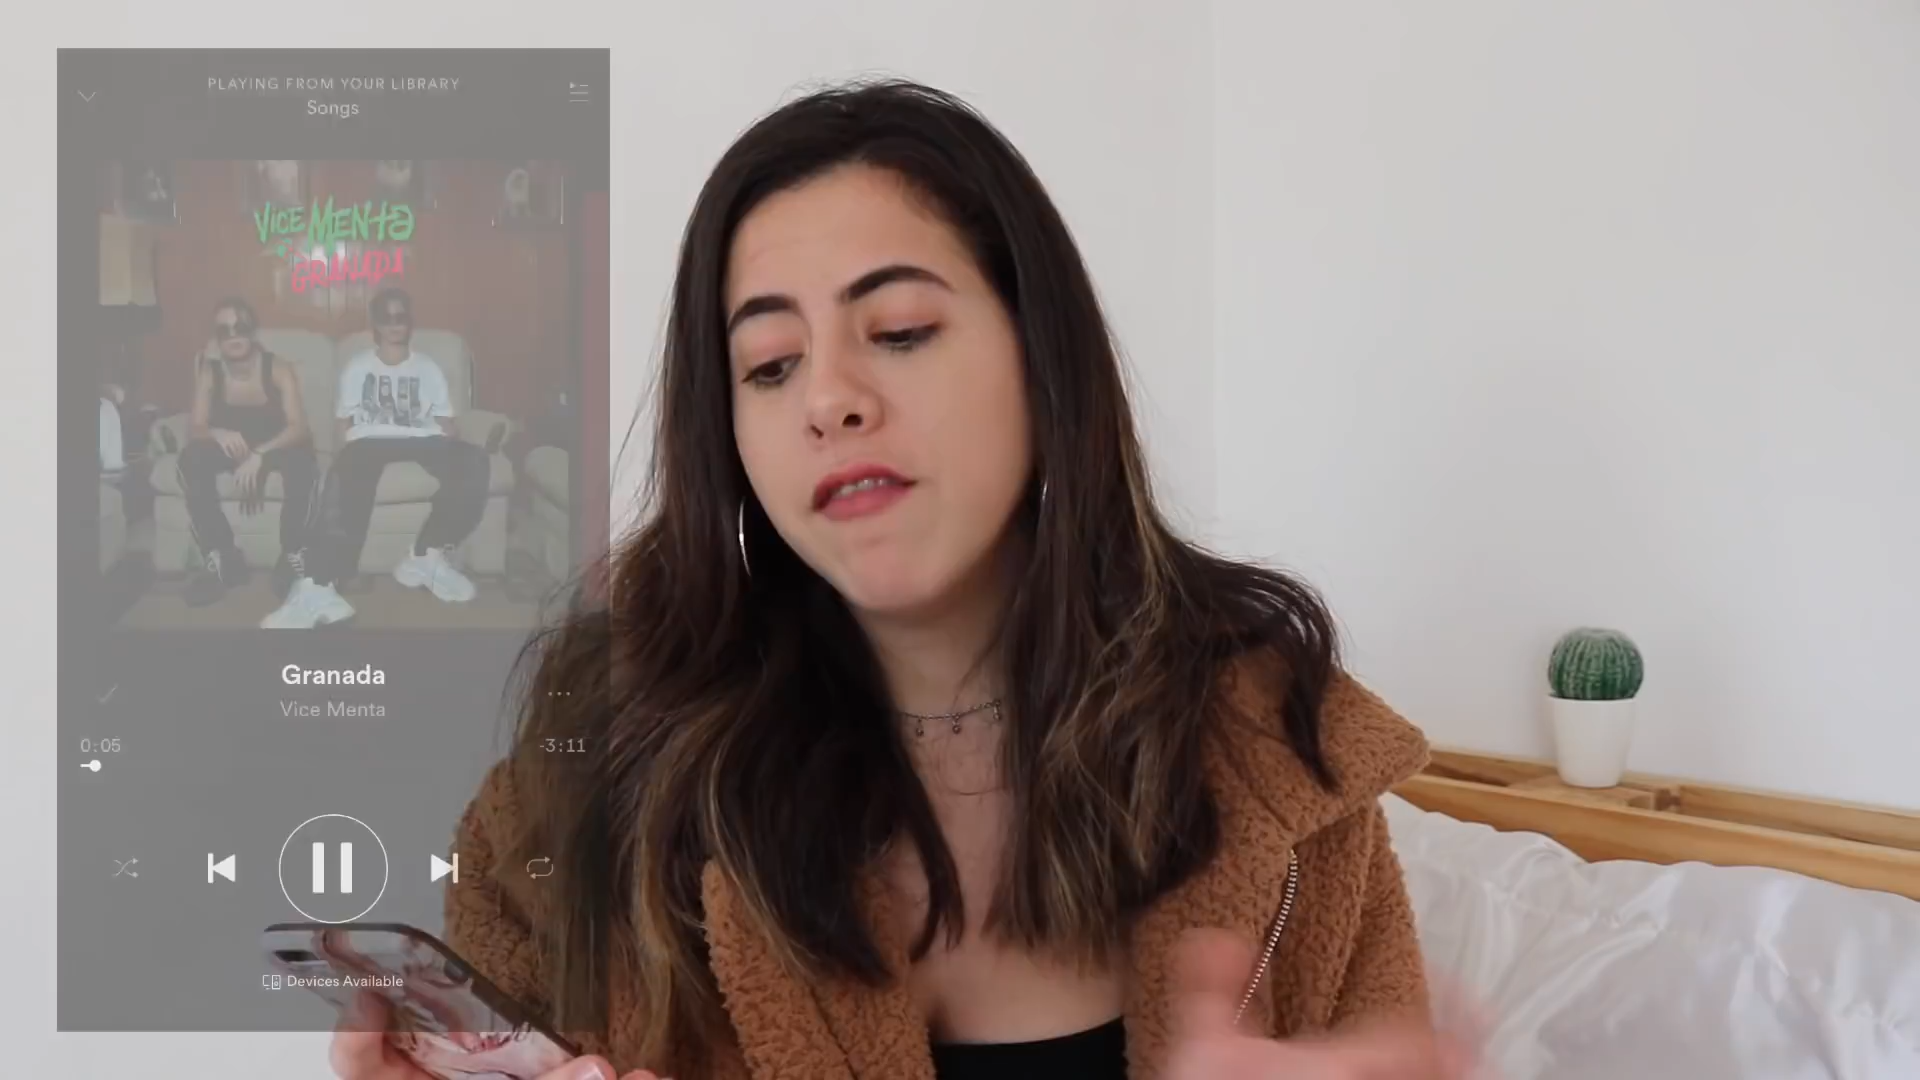 PLAYING FROM YOUR LIBRARY
Songs
VICE MENTA
GRANADA
Granada
Vice Menta
0:05
-3:11
Devices Available